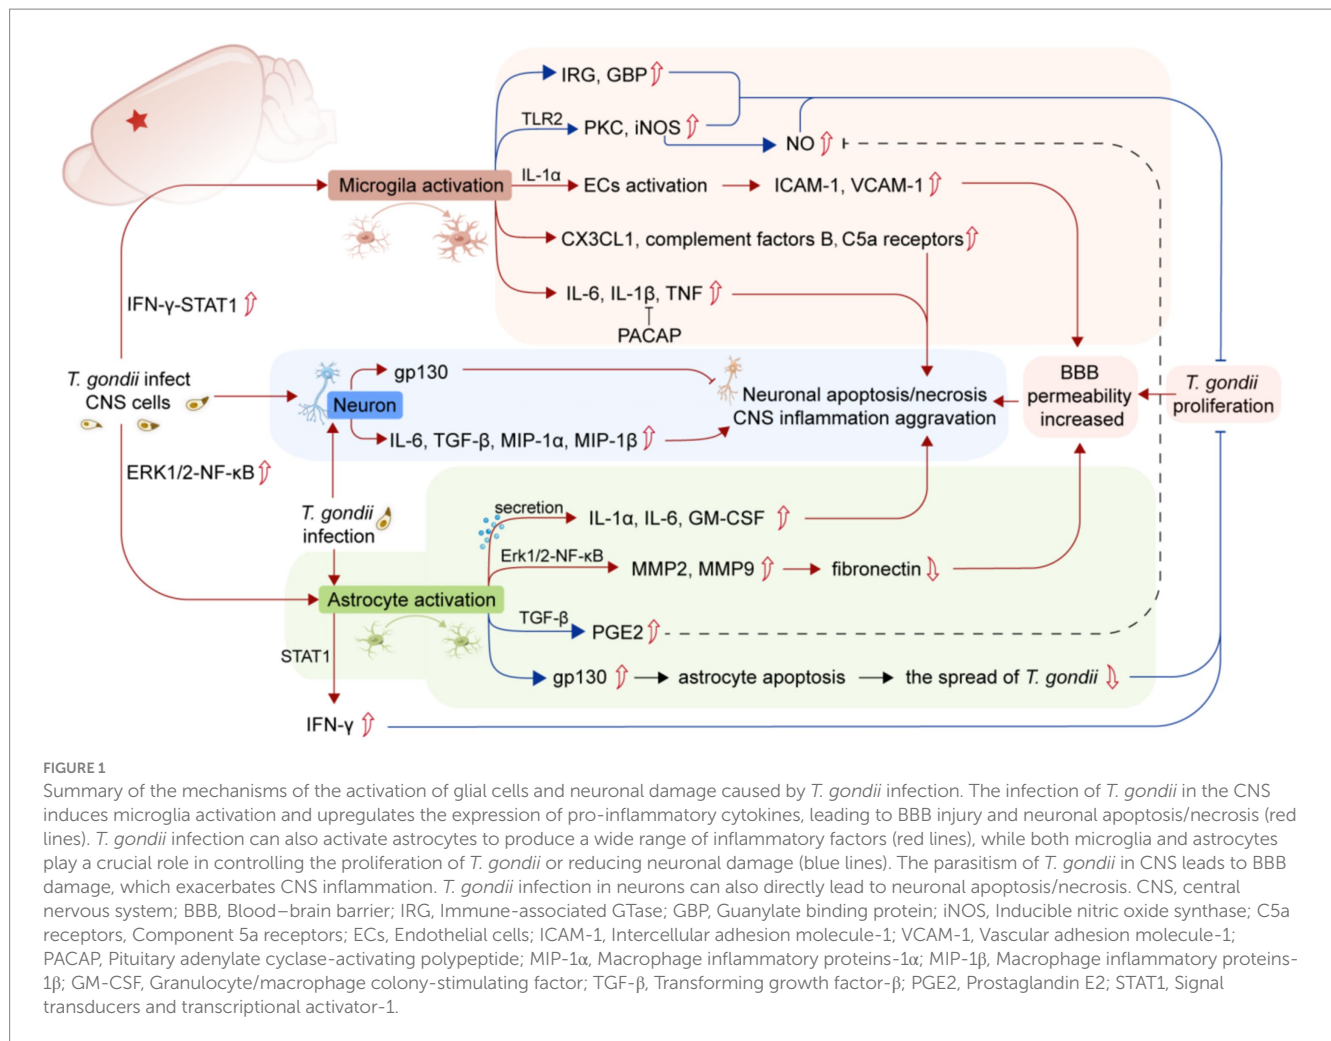 IRG, GBP
TLR2
PKC, iNOS
NO
Microgila activation
IL-1α
ECs activation
ICAM-1, VCAM-1
CX3CL1, complement factors B, C5a receptors
IL-6, IL-1β, TNF
PACAP
IFN-γ-STAT1
T. gondii infect
CNS cells
ERK1/2-NF-κB
gp130
Neuron
IL-6, TGF-β, MIP-1α, MIP-1β
Neuronal apoptosis/necrosis
CNS inflammation aggravation
BBB
permeability
increased
T. gondii
proliferation
T. gondii
infection
secretion
IL-1α, IL-6, GM-CSF
Erk1/2-NF-κB
MMP2, MMP9
fibronectin
Astrocyte activation
TGF-β
PGE2
STAT1
gp130
astrocyte apoptosis
the spread of T. gondii
IFN-γ
FIGURE 1
Summary of the mechanisms of the activation of glial cells and neuronal damage caused by T. gondii infection. The infection of T. gondii in the CNS
induces microglia activation and upregulates the expression of pro-inflammatory cytokines, leading to BBB injury and neuronal apoptosis/necrosis (red
lines). T. gondii infection can also activate astrocytes to produce a wide range of inflammatory factors (red lines), while both microglia and astrocytes
play a crucial role in controlling the proliferation of T. gondii or reducing neuronal damage (blue lines). The parasitism of T. gondii in CNS leads to BBB
damage, which exacerbates CNS inflammation. T. gondii infection in neurons can also directly lead to neuronal apoptosis/necrosis. CNS, central
nervous system; BBB, Blood–brain barrier; IRG, Immune-associated GTase; GBP, Guanylate binding protein; iNOS, Inducible nitric oxide synthase; C5a
receptors, Component 5a receptors; ECs, Endothelial cells; ICAM-1, Intercellular adhesion molecule-1; VCAM-1, Vascular adhesion molecule-1;
PACAP, Pituitary adenylate cyclase-activating polypeptide; MIP-1α, Macrophage inflammatory proteins-1α; MIP-1β, Macrophage inflammatory proteins-
1β; GM-CSF, Granulocyte/macrophage colony-stimulating factor; TGF-β, Transforming growth factor-β; PGE2, Prostaglandin E2; STAT1, Signal
transducers and transcriptional activator-1.